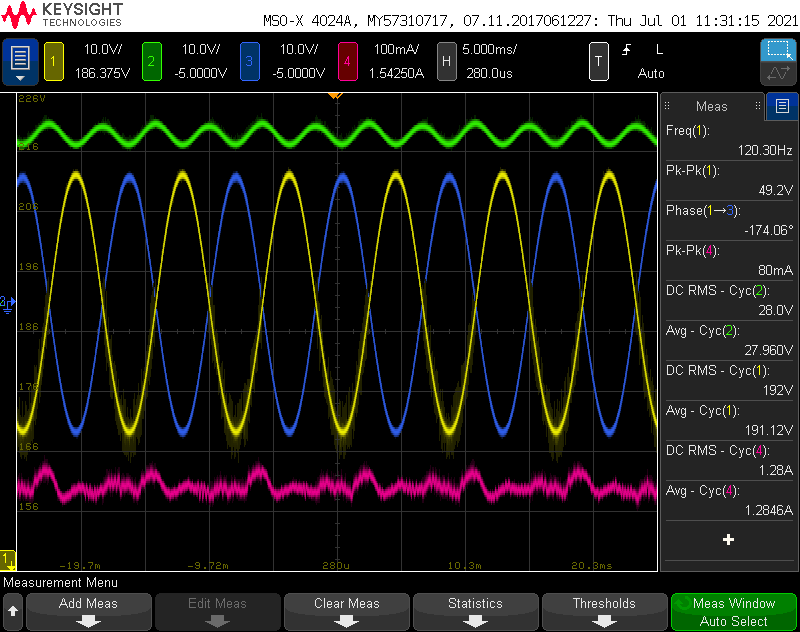 KEYSIGHT
TECHNOLOGIES
MSO-X 4024A, MY57310717, 07.11.2017061227: Thu Jul 01 11:31:15 2021
1 10.0V/ 2 10.0V/ 3 10.0V/ 4 100mA/ H 5.000ms/ T L
186.375V -5.0000V -5.0000V 1.54250A 280.0us Auto
226V
216
206
196
186
176
166
156
-19.7m -9.72m 280u 10.3m 20.3ms
2
1
Meas
Freq(1):
120.30Hz
Pk-Pk(1):
49.2V
Phase(1→3):
-174.06°
Pk-Pk(4):
80mA
DC RMS - Cyc(2):
28.0V
Avg - Cyc(2):
27.960V
DC RMS - Cyc(1):
192V
Avg - Cyc(1):
191.12V
DC RMS - Cyc(4):
1.28A
Avg - Cyc(4):
1.2846A
Measurement Menu
Add Meas Edit Meas Clear Meas Statistics Thresholds Meas Window
Auto Select